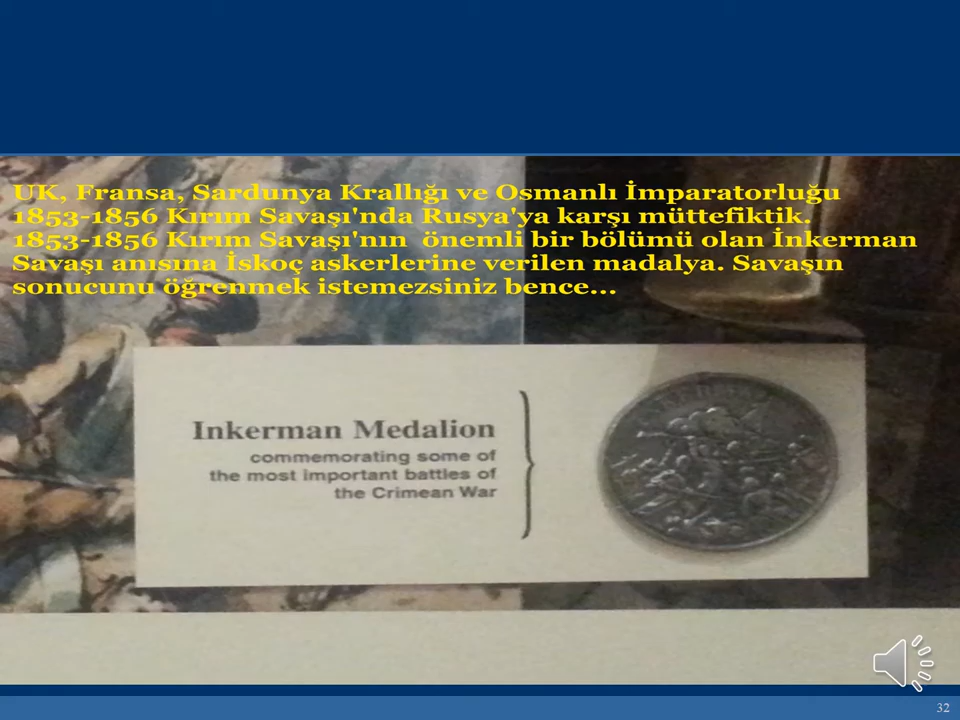 UK, Fransa, Sardunya Krallığı ve Osmanlı İmparatorluğu
1853-1856 Kırım Savaşı'nda Rusya'ya karşı müttefiktik.
1853-1856 Kırım Savaşı'nın önemli bir bölümü olan İnkerman
Savaşı anısına İskoç askerlerine verilen madalya. Savaşın
sonucunu öğrenmek istemezsiniz bence...
Inkerman Medalion
commemorating some of
the most important battles of
the Crimean War
32